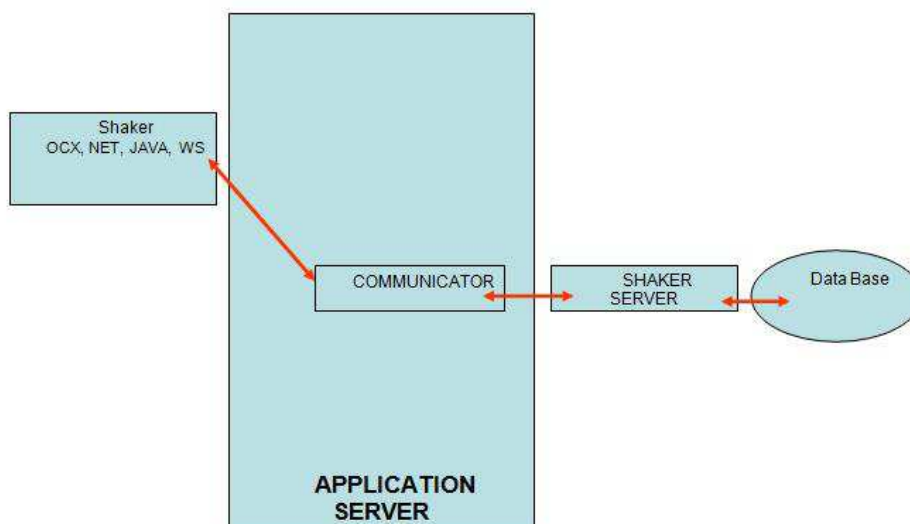 Shaker
OCX, NET, JAVA, WS
COMMUNICATOR
SHAKER
SERVER
Data Base
APPLICATION
SERVER